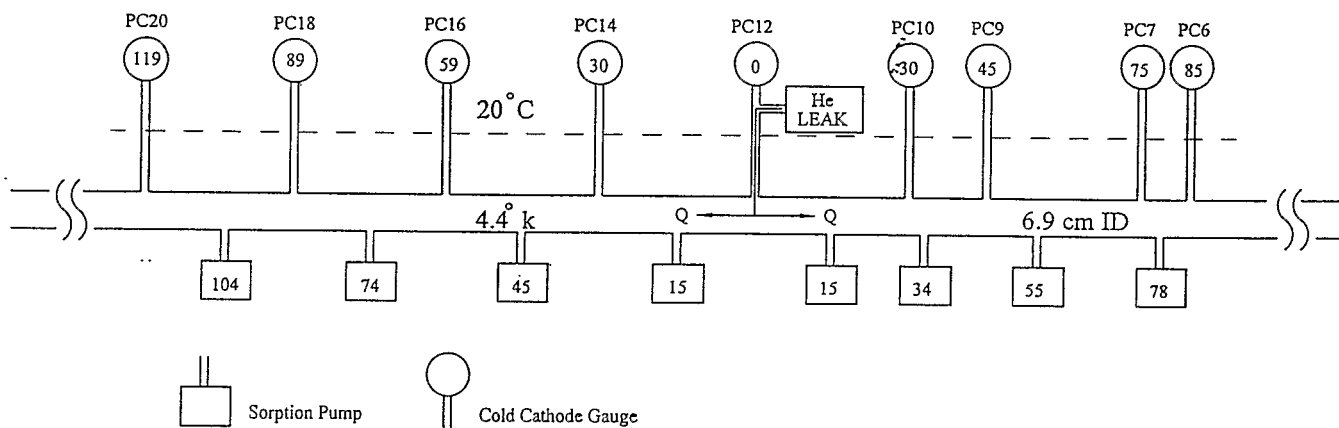 PC20 PC18 PC16 PC14 PC12 PC10 PC9 PC7 PC6
119 89 59 30 0 30 45 75 85
He
LEAK
20°C
Q Q
4.4° k 6.9 cm ID
104 74 45 15 15 34 55 78
Sorption Pump Cold Cathode Gauge